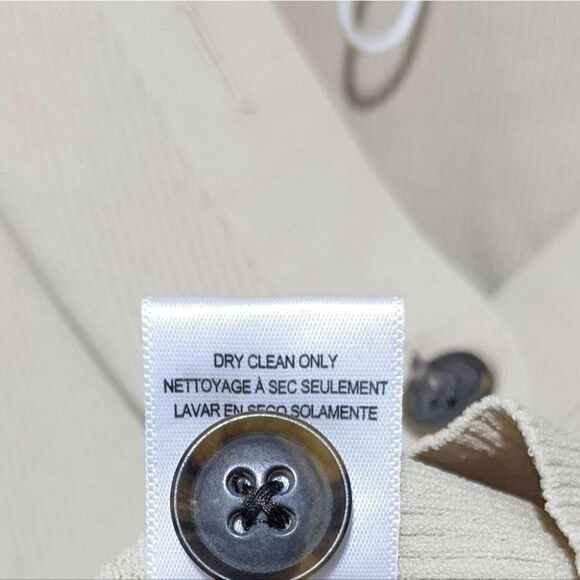 DRY CLEAN ONLY
NETTOYAGE À SEC SEULEMENT
LAVAR EN SECO SOLAMENTE